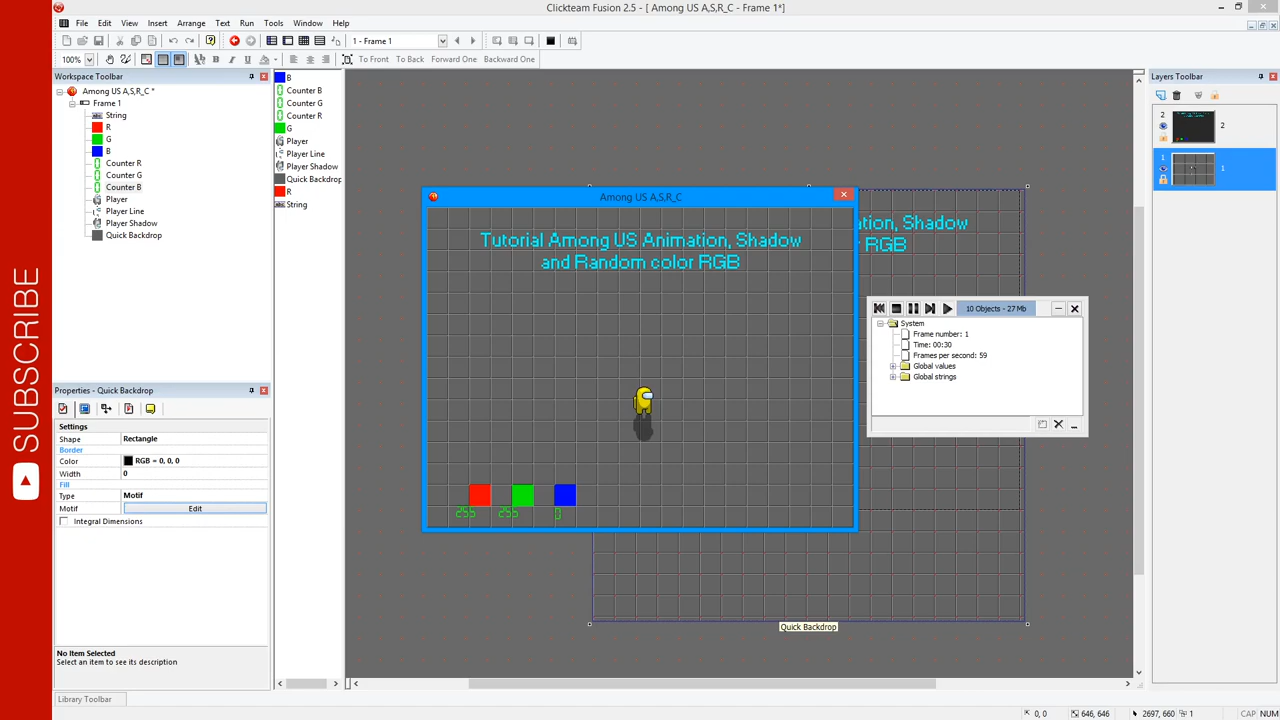 SUBSCRIBE
Clickteam Fusion 2.5 - [ Among US A,S,R_C - Frame 1*]
File Edit View Insert Arrange Text Run Tools Window Help
1 - Frame 1
100% B I U To Front To Back Forward One Backward One
Workspace Toolbar
Among US A,S,R_C *
Frame 1
String
R
G
B
Counter R
Counter G
Counter B
Player
Player Line
Player Shadow
Quick Backdrop
B
Counter B
Counter G
Counter R
G
Player
Player Line
Player Shadow
Quick Backdrop
R
String
Among US A,S,R_C
Tutorial Among US Animation, Shadow
and Random color RGB
255 255 0
ation, Shadow
RGB
10 Objects - 27 Mb
System
Frame number: 1
Time: 00:30
Frames per second: 59
Global values
Global strings
Quick Backdrop
Layers Toolbar
2 2
1 1
Properties - Quick Backdrop
Settings
Shape Rectangle
Border
Color RGB = 0, 0, 0
Width 0
Fill
Type Motif
Motif Edit
Integral Dimensions
No Item Selected
Select an item to see its description
Library Toolbar
0, 0 646, 646 2697, 660 1 CAP NUM